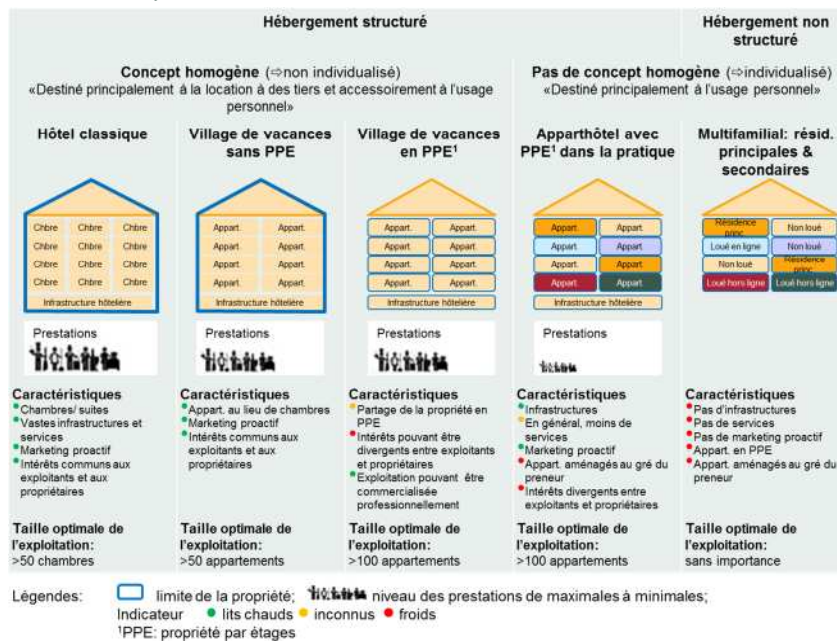 Hébergement structuré
Hébergement non
structuré
Concept homogène (⇨non individualisé)
«Destiné principalement à la location à des tiers et accessoirement à l'usage
personnel»
Pas de concept homogène (⇨individualisé)
«Destiné principalement à l'usage personnel»
Hôtel classique
Village de vacances
sans PPE
Village de vacances
en PPE¹
Apparthôtel avec
PPE¹ dans la pratique
Multifamilial: résid.
principales &
secondaires
Chbre Chbre Chbre
Chbre Chbre Chbre
Chbre Chbre Chbre
Chbre Chbre Chbre
Infrastructure hôtelière
Appart. Appart.
Appart. Appart.
Appart. Appart.
Appart. Appart.
Infrastructure hôtelière
Appart. Appart.
Appart. Appart.
Appart. Appart.
Appart. Appart.
Infrastructure hôtelière
Appart. Appart.
Appart. Appart.
Appart. Appart.
Appart. Appart.
Infrastructure hôtelière
Résidence princ. Non loué
Loué en ligne Non loué
Non loué Résidence princ.
Loué hors ligne Loué hors ligne
Prestations
Prestations
Prestations
Prestations
Caractéristiques
Chambres/ suites
Vastes infrastructures et
services
Marketing proactif
Intérêts communs aux
exploitants et aux
propriétaires
Caractéristiques
Appart. au lieu de chambres
Marketing proactif
Intérêts communs aux
exploitants et aux
propriétaires
Caractéristiques
Partage de la propriété en
PPE
Intérêts pouvant être
divergents entre exploitants
et propriétaires
Exploitation pouvant être
commercialisée
professionnellement
Caractéristiques
Infrastructures
En général, moins de
services
Marketing proactif
Appart. aménagés au gré du
preneur
Intérêts divergents entre
exploitants et propriétaires
Caractéristiques
Pas d'infrastructures
Pas de services
Pas de marketing proactif
Appart. en PPE
Appart. aménagés au gré du
preneur
Taille optimale de
l'exploitation:
>50 chambres
Taille optimale de
l'exploitation:
>50 appartements
Taille optimale de
l'exploitation:
>100 appartements
Taille optimale de
l'exploitation:
>100 appartements
Taille optimale de
l'exploitation:
sans importance
Légendes: limite de la propriété; niveau des prestations de maximales à minimales;
Indicateur lits chauds inconnus froids
¹PPE: propriété par étages